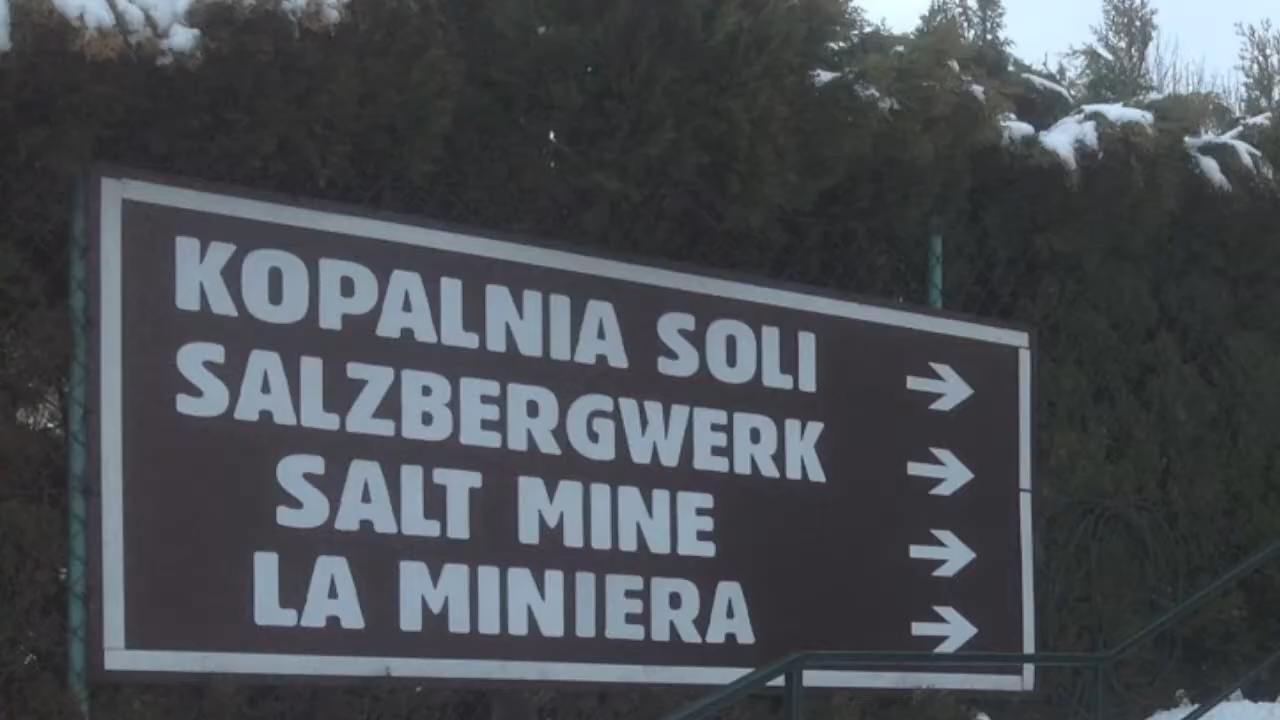 KOPALNIA SOLI →
SALZBERGWERK →
SALT MINE →
LA MINIERA →